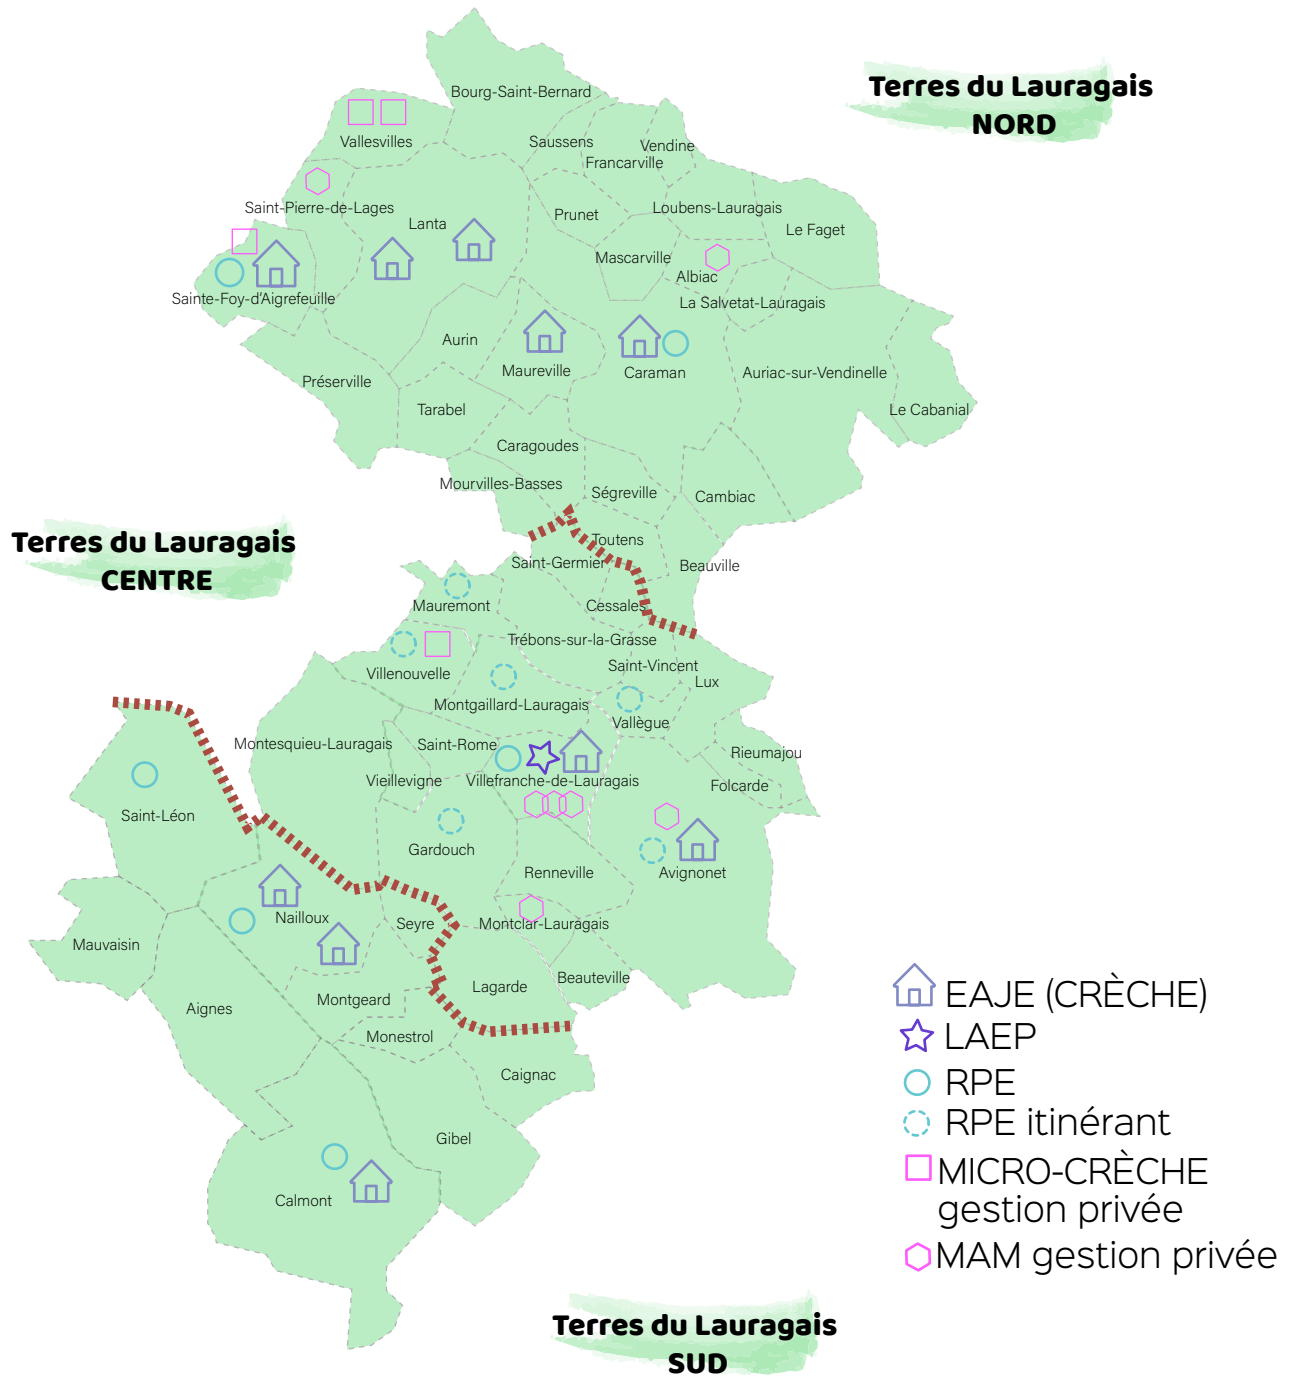 Terres du Lauragais
NORD
Bourg-Saint-Bernard
Vallesvilles
Saussens
Vendine
Francarville
Saint-Pierre-de-Lages
Lanta
Prunet
Loubens-Lauragais
Le Faget
Mascarville
Albiac
Sainte-Foy-d'Aigrefeuille
La Salvetat-Lauragais
Aurin
Maureville
Caraman
Auriac-sur-Vendinelle
Préserville
Tarabel
Le Cabanial
Caragoudes
Mourvilles-Basses
Ségreville
Cambiac
Terres du Lauragais
CENTRE
Toutens
Saint-Germier
Beauville
Mauremont
Cessales
Trébons-sur-la-Grasse
Saint-Vincent
Villenouvelle
Lux
Montgaillard-Lauragais
Vallègue
Montesquieu-Lauragais
Saint-Rome
Rieumajou
Vieillevigne
Villefranche-de-Lauragais
Folcarde
Saint-Léon
Gardouch
Renneville
Avignonet
Nailloux
Seyre
Montclar-Lauragais
Mauvaisin
Beauteville
Lagarde
Montgeard
Aignes
Monestrol
Caignac
Gibel
Calmont
EAJE (CRÈCHE)
LAEP
RPE
RPE itinérant
MICRO-CRÈCHE
gestion privée
MAM gestion privée
Terres du Lauragais
SUD